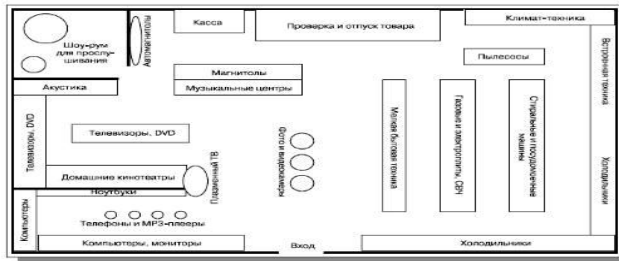 Касса
Проверка и отпуск товара
Климат-техника
Шоу-рум
для прослу-
шивания
Автомагнитолы
Пылесосы
Встроенная техника
Магнитолы
Музыкальные центры
Акустика
Телевизоры, DVD
Телевизоры, DVD
Мелкая бытовая техника
Газовые и электроплиты, СВЧ
Стиральные и посудомоечные
машины
Фото и видеокамеры
Домашние кинотеатры
Плазменный ТВ
Холодильники
Ноутбуки
Компьютеры
Телефоны и MP3-плееры
Компьютеры, мониторы
Вход
Холодильники